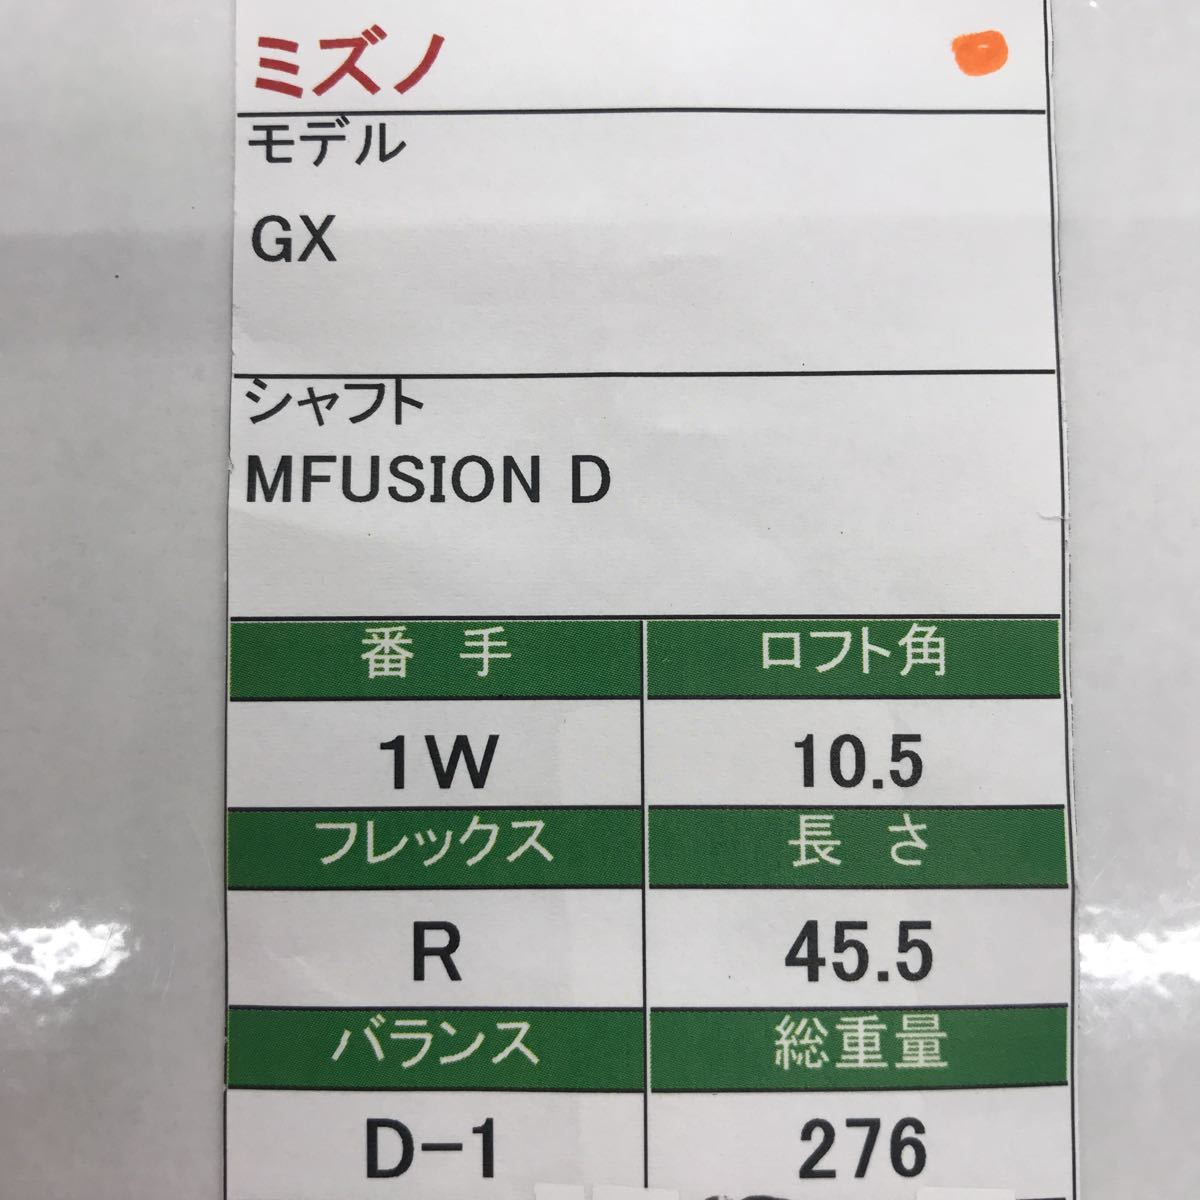 ミズノ
モデル
GX
シャフト
MFUSION D
番 手 ロフト角
1W 10.5
フレックス 長 さ
R 45.5
バランス 総重量
D-1 276